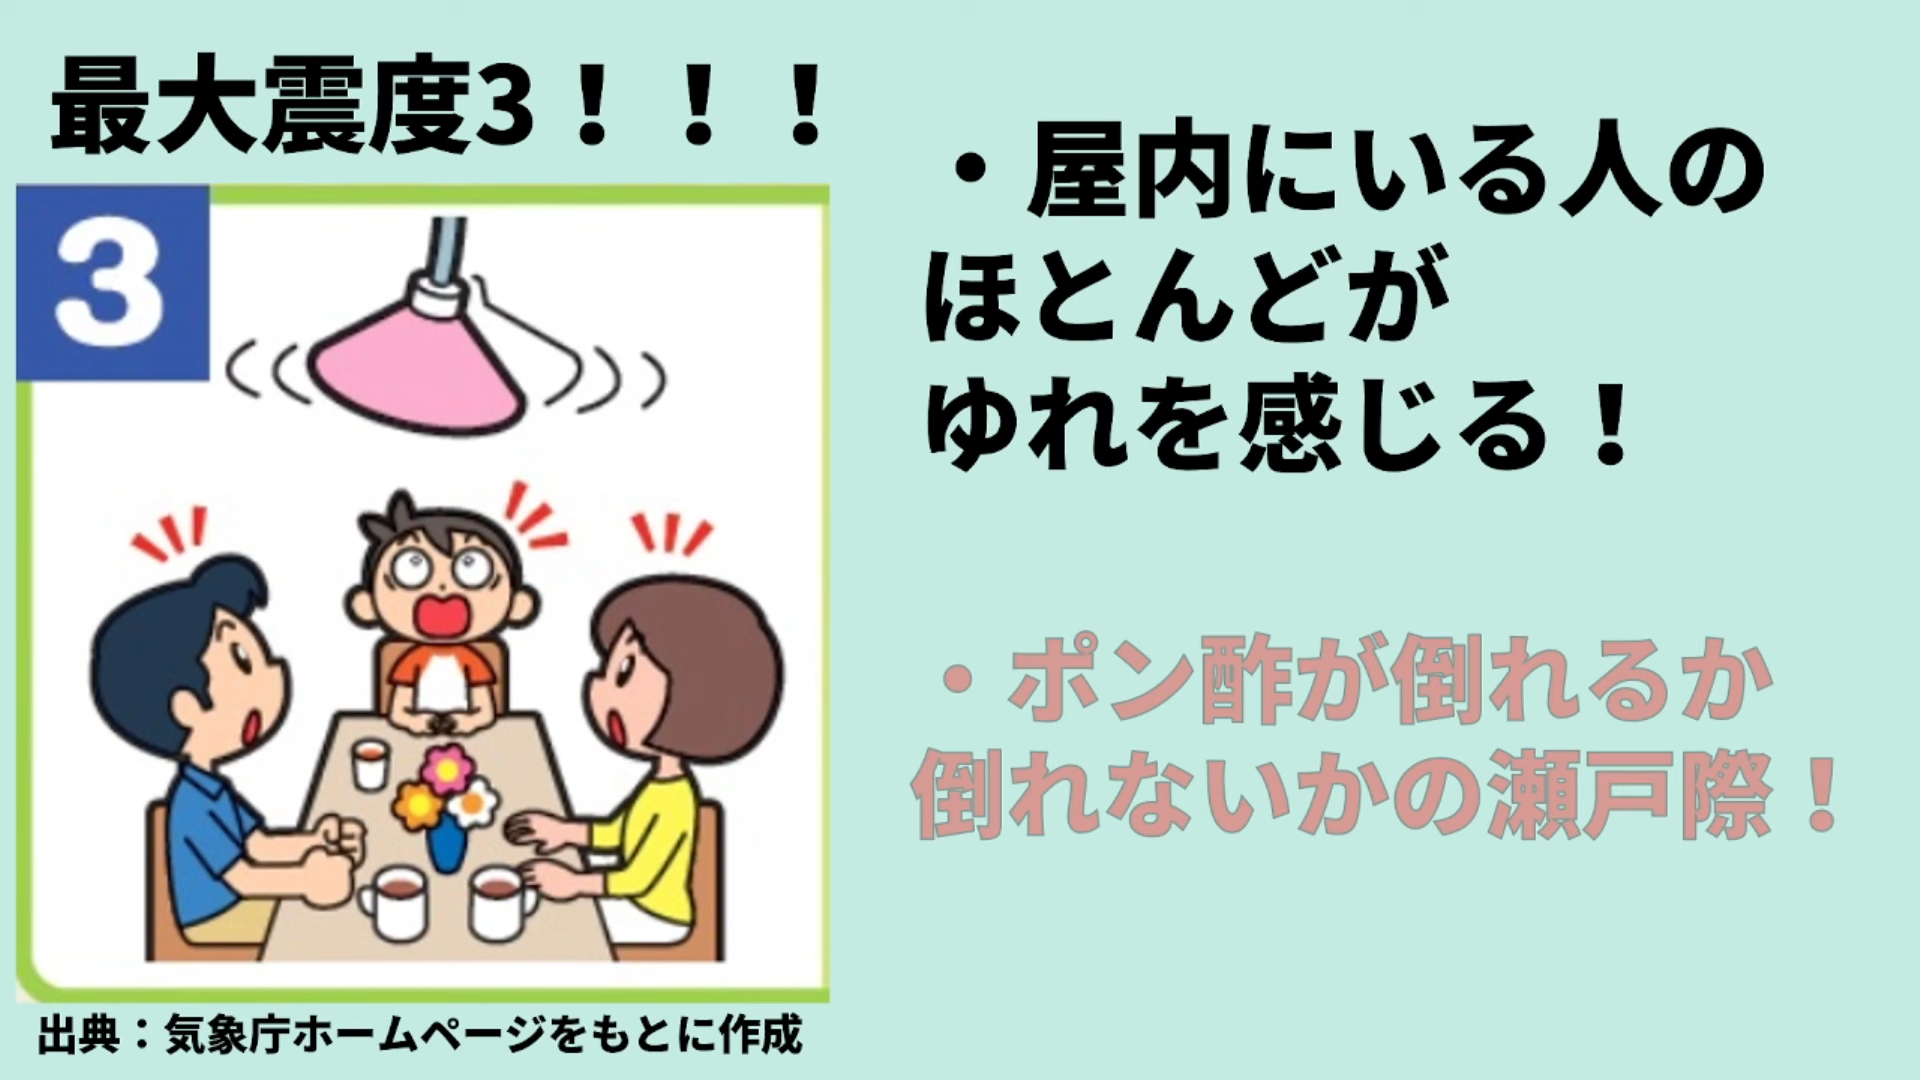 最大震度3！！！
3
・屋内にいる人の
ほとんどが
ゆれを感じる！
・ポン酢が倒れるか
倒れないかの瀬戸際！
出典：気象庁ホームページをもとに作成